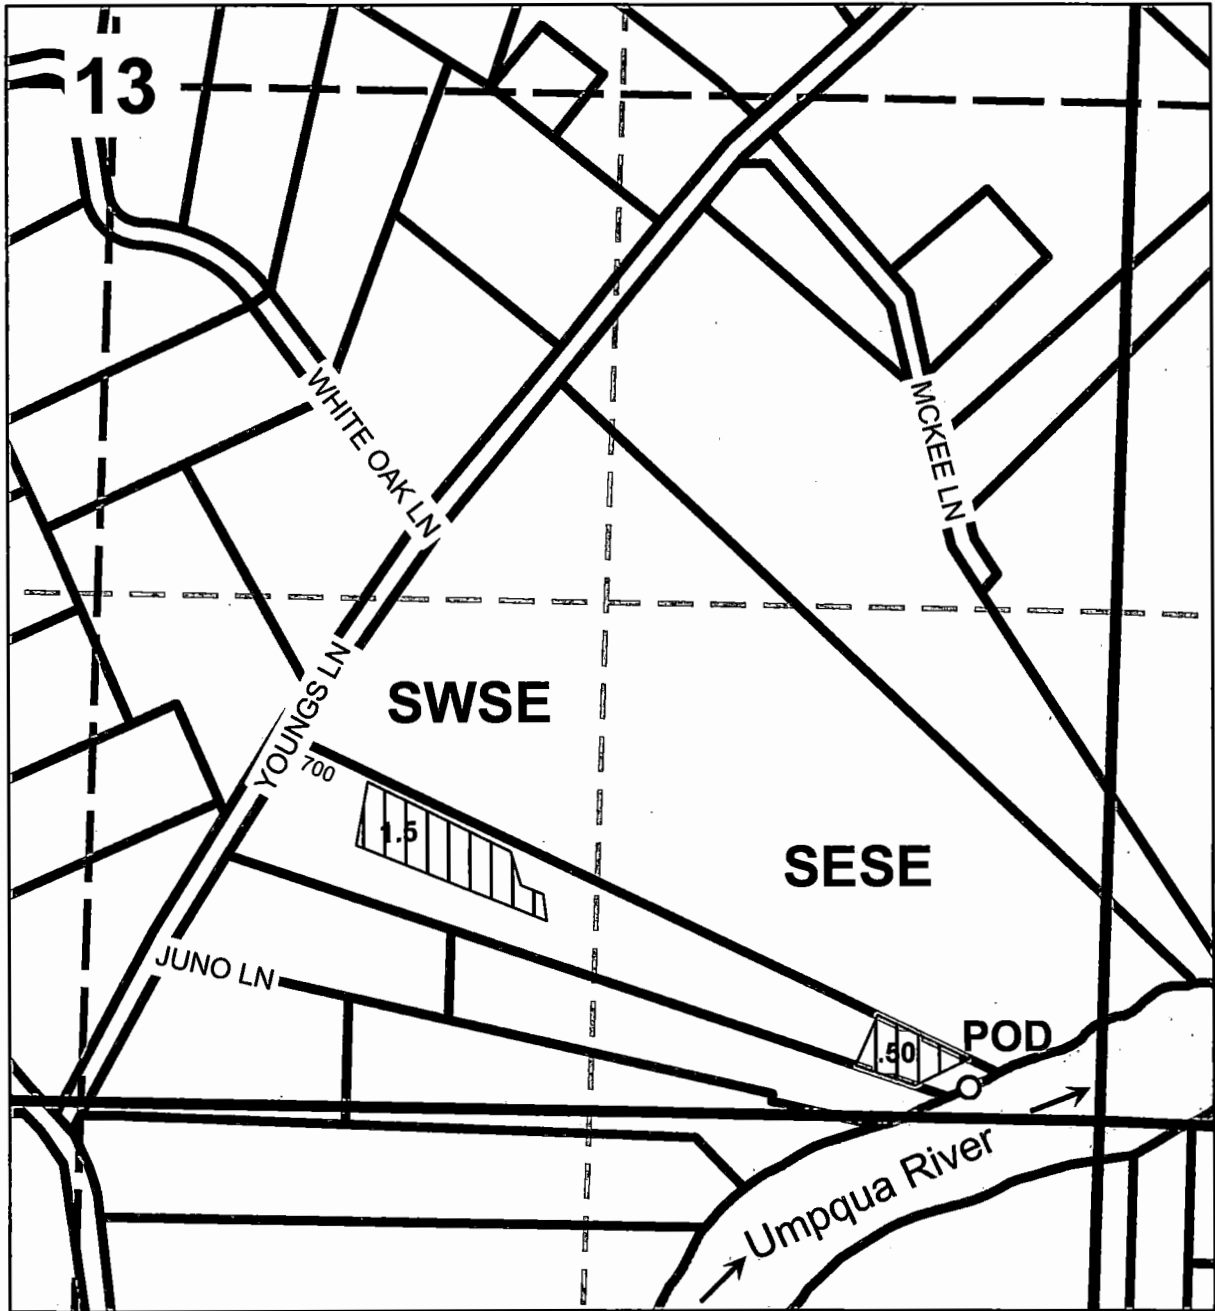 13
WHITE OAK LN
MCKEE LN
YOUNGS LN
SWSE
700
1.5
SESE
JUNO LN
.50
POD
Umpqua River